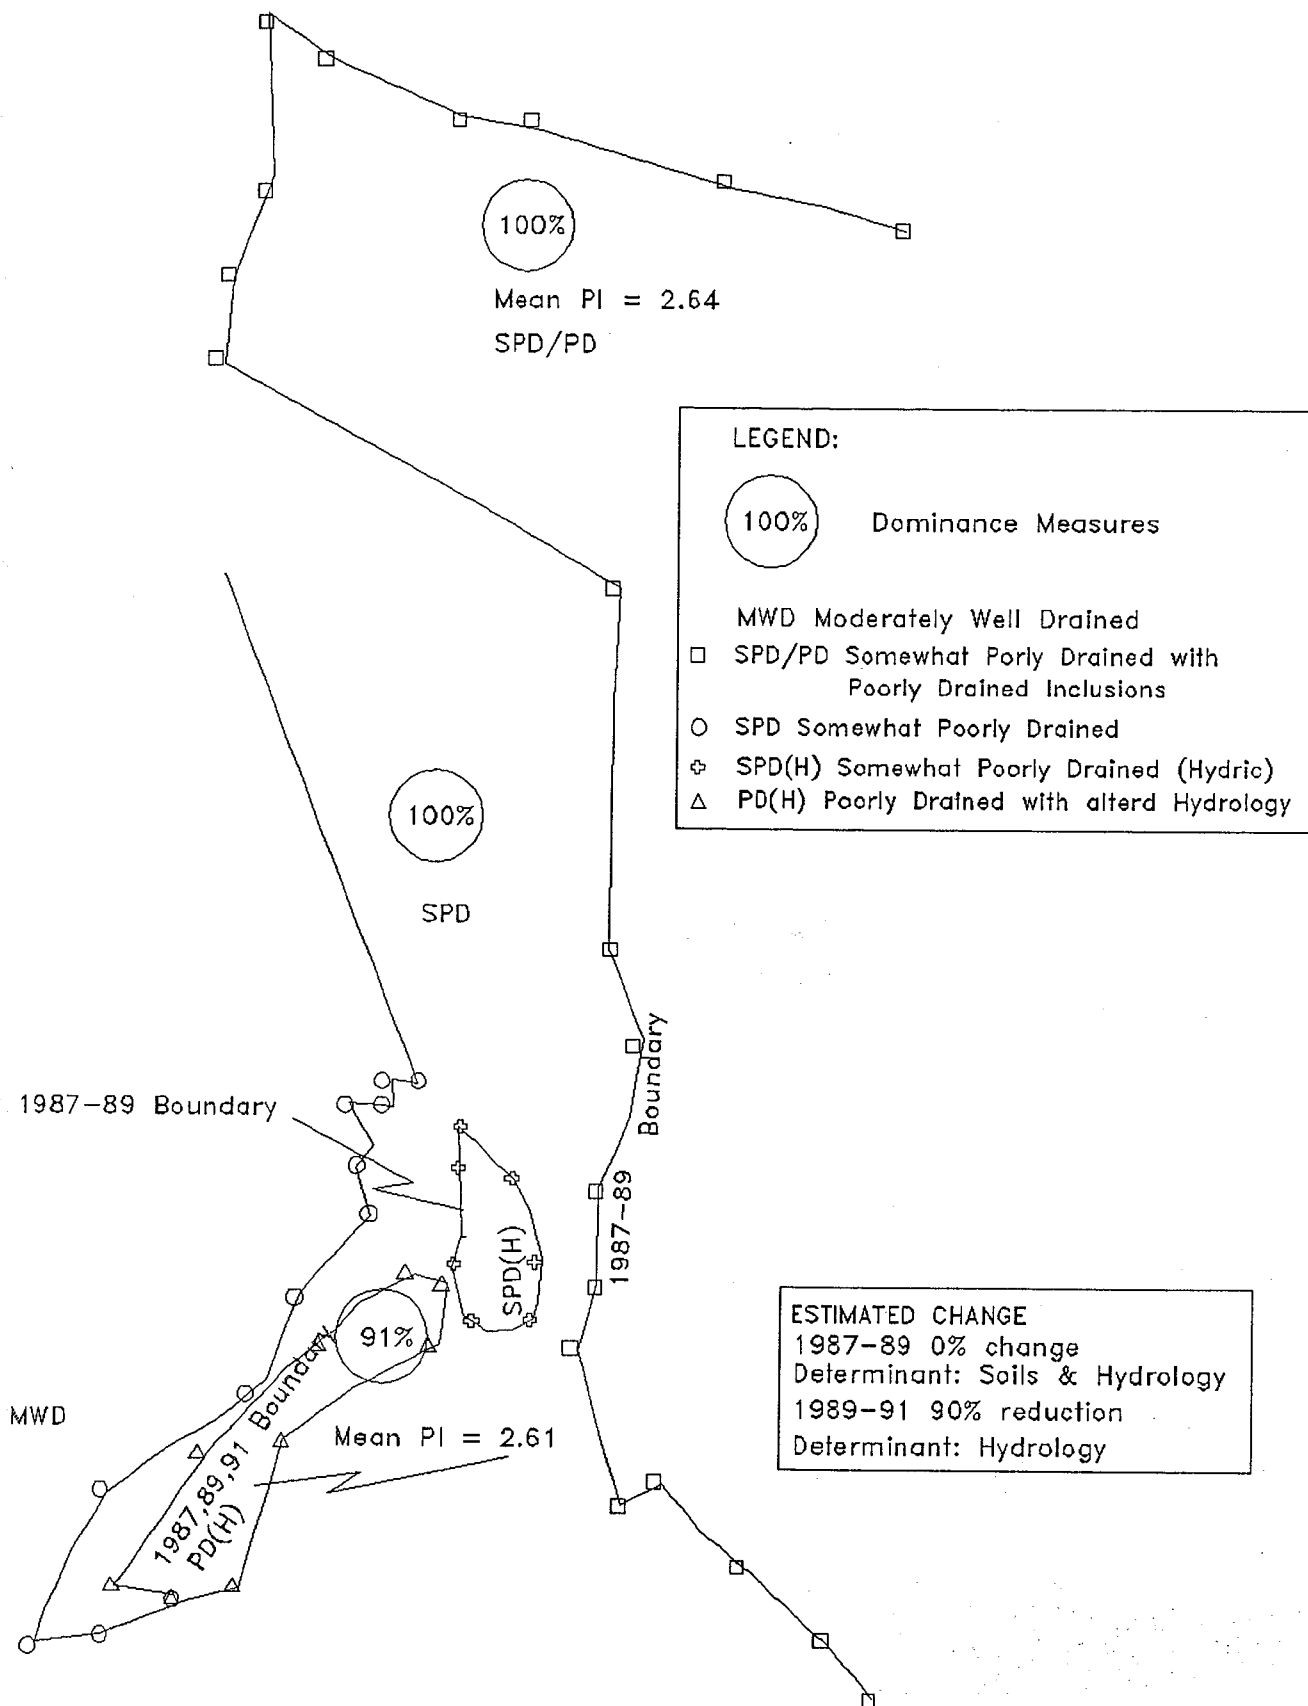 100%
Mean PI = 2.64
SPD/PD
LEGEND:
100% Dominance Measures
MWD Moderately Well Drained
SPD/PD Somewhat Porly Drained with
Poorly Drained Inclusions
SPD Somewhat Poorly Drained
SPD(H) Somewhat Poorly Drained (Hydric)
PD(H) Poorly Drained with alterd Hydrology
100%
SPD
1987-89 Boundary
1987-89 Boundary
SPD(H)
91%
MWD
Mean PI = 2.61
1987,89,91 Boundary
PD(H)
ESTIMATED CHANGE
1987-89 0% change
Determinant: Soils & Hydrology
1989-91 90% reduction
Determinant: Hydrology